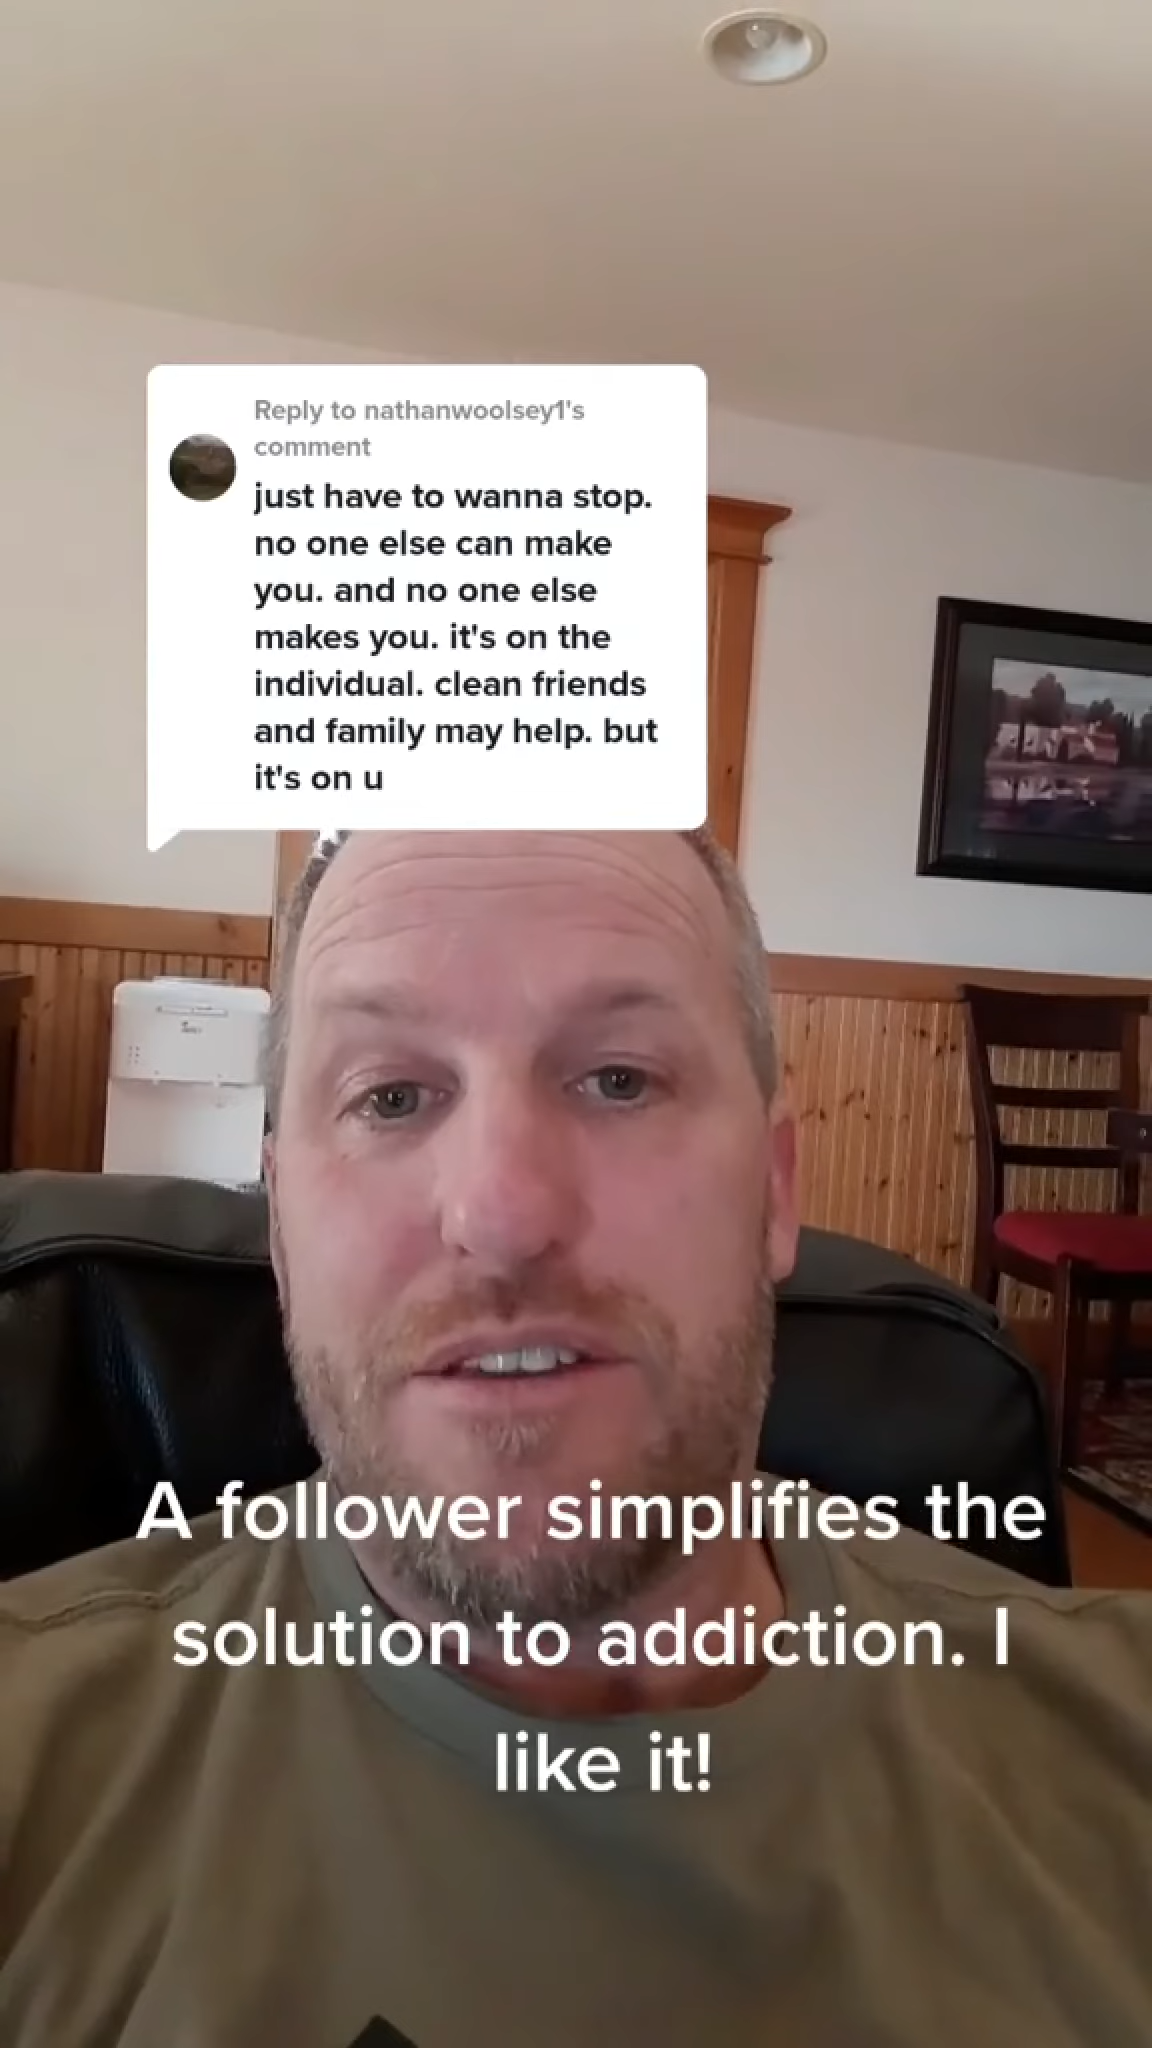 Reply to nathanwoolsey1's
comment
just have to wanna stop.
no one else can make
you. and no one else
makes you. it's on the
individual. clean friends
and family may help. but
it's on u
A follower simplifies the
solution to addiction. I
like it!